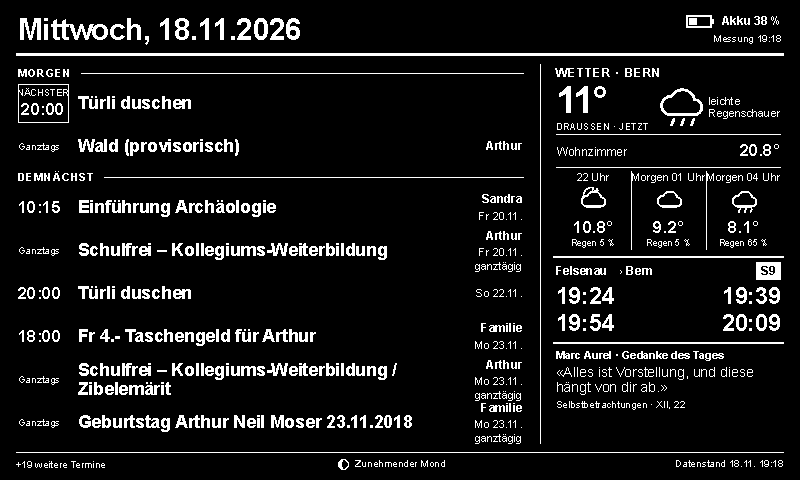 Mittwoch, 18.11.2026
Akku 38 %
Messung 19:18
MORGEN
NÄCHSTER
20:00
Türli duschen
Ganztags
Wald (provisorisch)
Arthur
DEMNÄCHST
10:15
Einführung Archäologie
Sandra
Fr 20.11.
Ganztags
Schulfrei – Kollegiums-Weiterbildung
Arthur
Fr 20.11.
ganztägig
20:00
Türli duschen
So 22.11.
18:00
Fr 4.- Taschengeld für Arthur
Familie
Mo 23.11.
Ganztags
Schulfrei – Kollegiums-Weiterbildung /
Zibelemärit
Arthur
Mo 23.11.
ganztägig
Ganztags
Geburtstag Arthur Neil Moser 23.11.2018
Familie
Mo 23.11.
ganztägig
WETTER · BERN
11°
DRAUSSEN · JETZT
leichte
Regenschauer
Wohnzimmer
20.8°
22 Uhr
Morgen 01 Uhr
Morgen 04 Uhr
10.8°
9.2°
8.1°
Regen 5 %
Regen 5 %
Regen 65 %
Felsenau › Bern
S9
19:24
19:39
19:54
20:09
Marc Aurel · Gedanke des Tages
«Alles ist Vorstellung, und diese
hängt von dir ab.»
Selbstbetrachtungen · XII, 22
+19 weitere Termine
Zunehmender Mond
Datenstand 18.11. 19:18